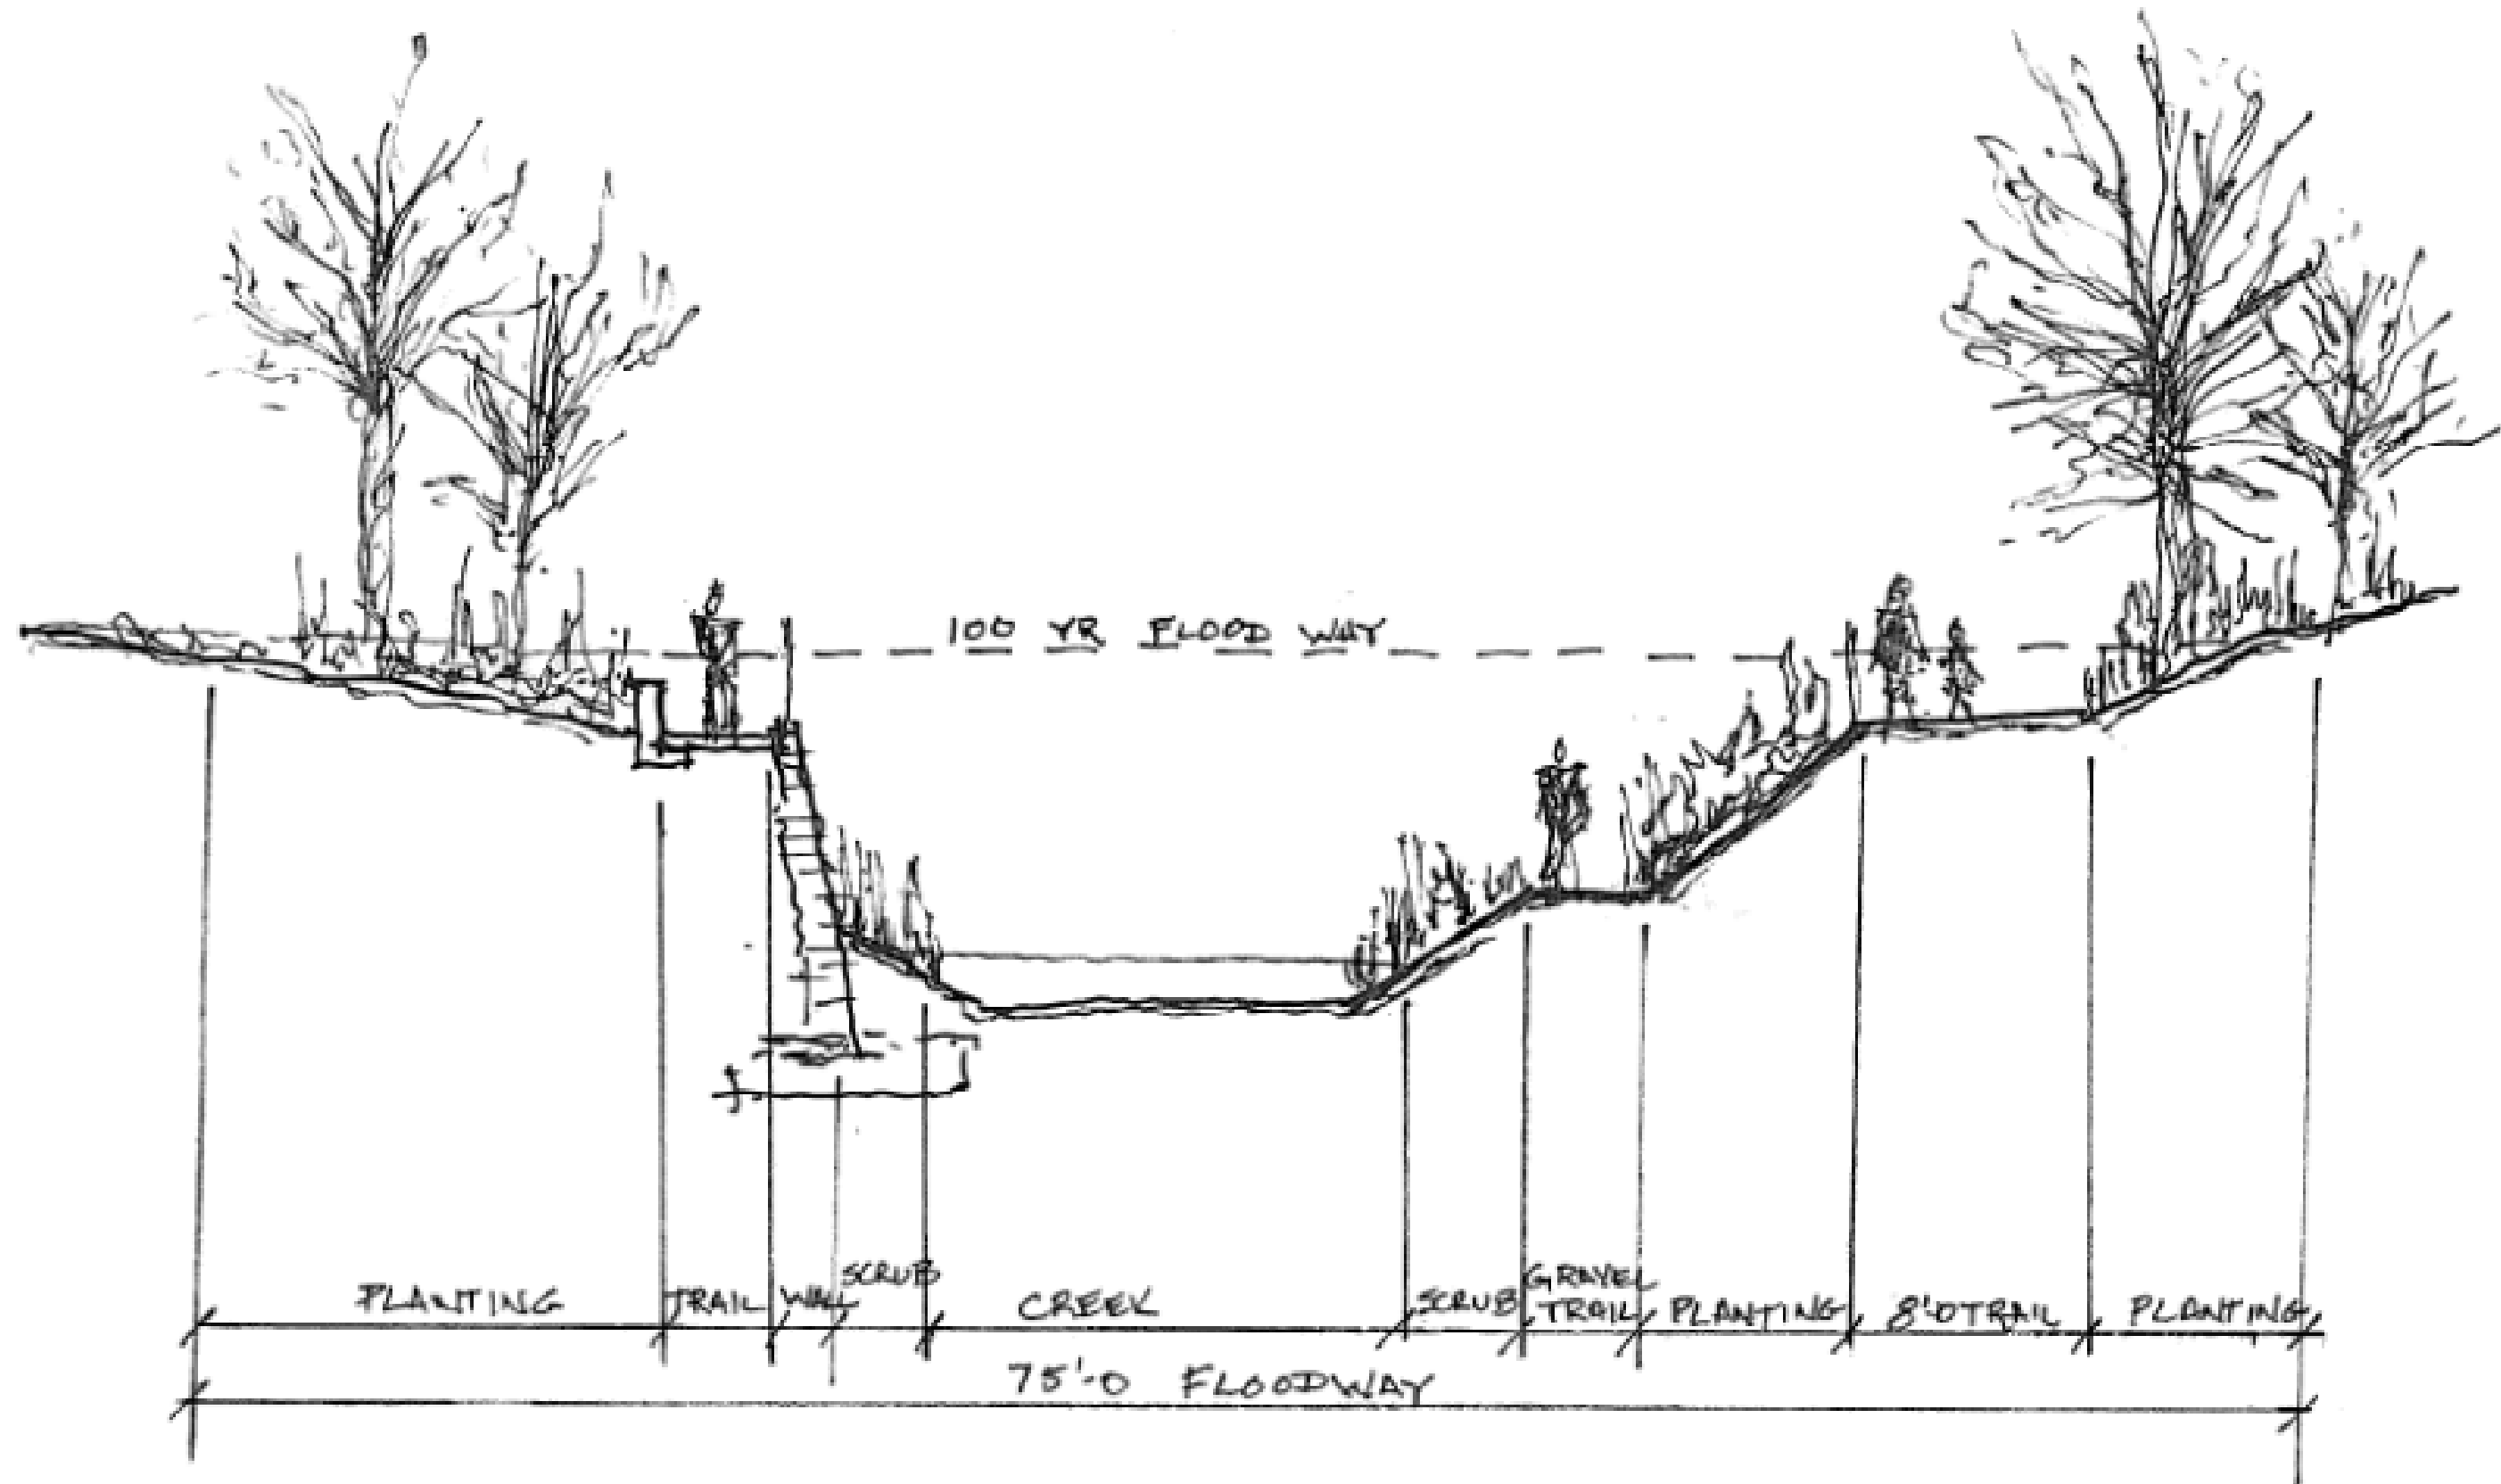 100 YR FLOOD WAY
PLANTING
TRAIL
WALL
SCRUB
CREEK
SCRUB
GRAVEL
TRAIL
PLANTING
8'-0 TRAIL
PLANTING
75'-0 FLOODWAY